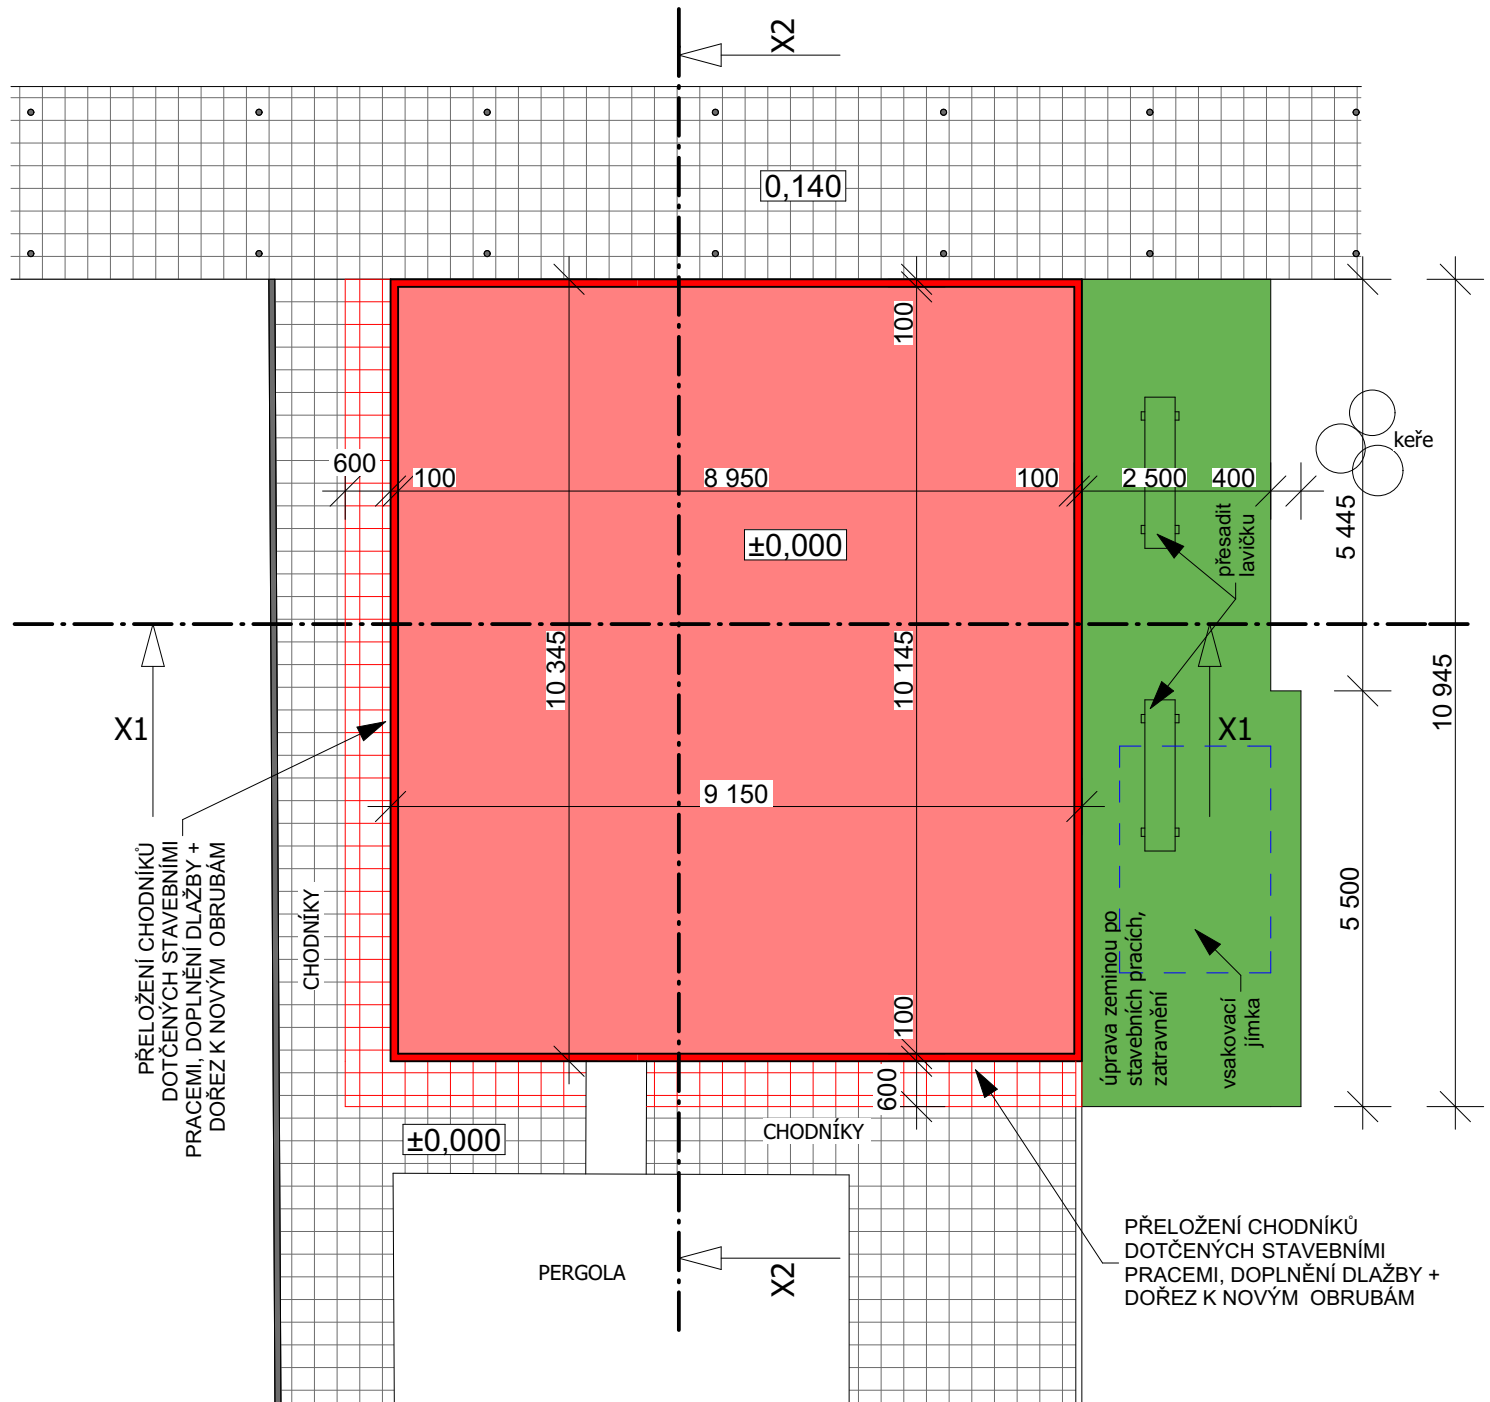 X2
0,140
100
600
100
8 950
100
2 500
400
keře
±0,000
přesadit
lavičku
5 445
10 345
10 145
10 945
X1
X1
9 150
PŘELOŽENÍ CHODNÍKŮ
DOTČENÝCH STAVEBNÍMI
PRACEMI, DOPLNĚNÍ DLAŽBY +
DOŘEZ K NOVÝM OBRUBÁM
CHODNÍKY
5 500
úprava zeminou po
stavebních pracích,
zatravnění
vsakovací
jímka
100
600
±0,000
CHODNÍKY
PERGOLA
X2
PŘELOŽENÍ CHODNÍKŮ
DOTČENÝCH STAVEBNÍMI
PRACEMI, DOPLNĚNÍ DLAŽBY +
DOŘEZ K NOVÝM OBRUBÁM